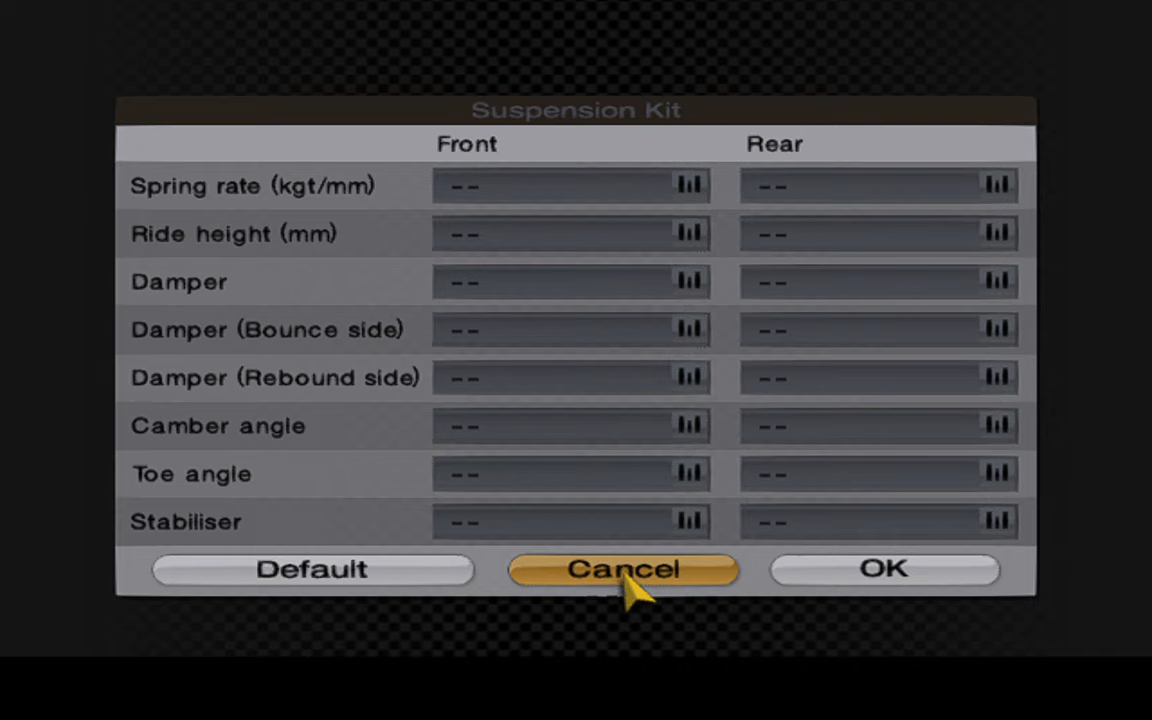 Suspension Kit
Front Rear
Spring rate (kgt/mm) -- --
Ride height (mm) -- --
Damper -- --
Damper (Bounce side) -- --
Damper (Rebound side) -- --
Camber angle -- --
Toe angle -- --
Stabiliser -- --
Default Cancel OK